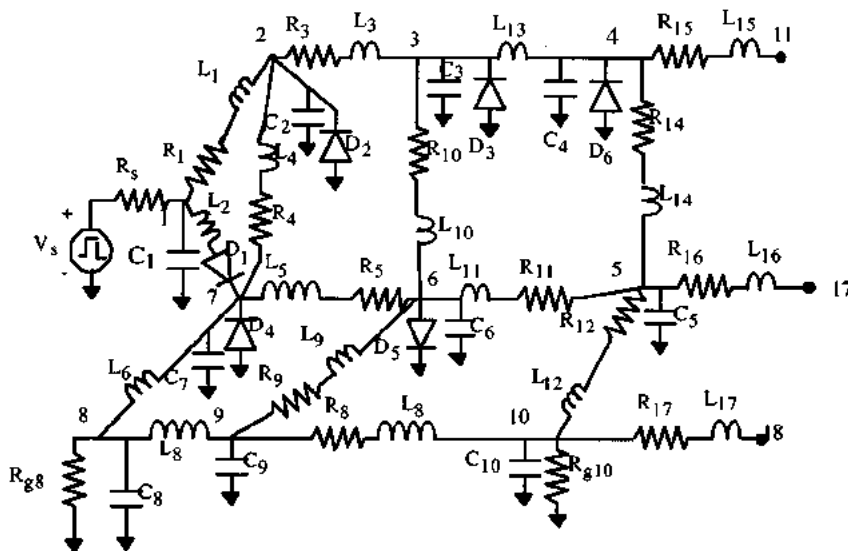 2 R3 L3 3 L13 4 R15 L15 11
L1 C3 C4 D6
C2 D2 D3 R14
R1 L4 R10
Rs L2 R4 L14
+ Vs -
C1 D1 L10
7 L5 R5 6 L11 R11 5 R16 L16 17
D4 L9 D5 C6 R12 C5
L6 C7 R9 L12
8 L8 9 R8 L8 10 R17 L17 18
Rg8 C8 C9 C10 Rg10